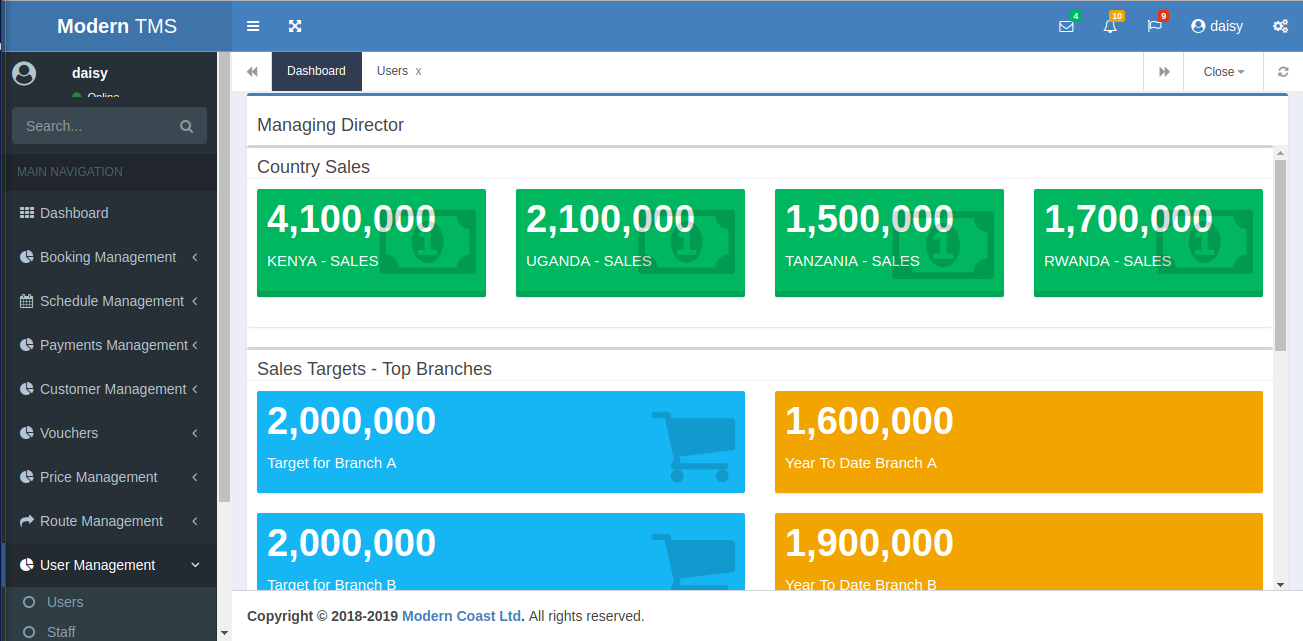 Modern TMS
4
10
9
daisy
daisy
Online
Search...
MAIN NAVIGATION
Dashboard
Booking Management
Schedule Management
Payments Management
Customer Management
Vouchers
Price Management
Route Management
User Management
Users
Staff
Dashboard
Users x
Close
Managing Director
Country Sales
4,100,000
KENYA - SALES
2,100,000
UGANDA - SALES
1,500,000
TANZANIA - SALES
1,700,000
RWANDA - SALES
Sales Targets - Top Branches
2,000,000
Target for Branch A
1,600,000
Year To Date Branch A
2,000,000
Target for Branch B
1,900,000
Year To Date Branch B
Copyright © 2018-2019 Modern Coast Ltd. All rights reserved.